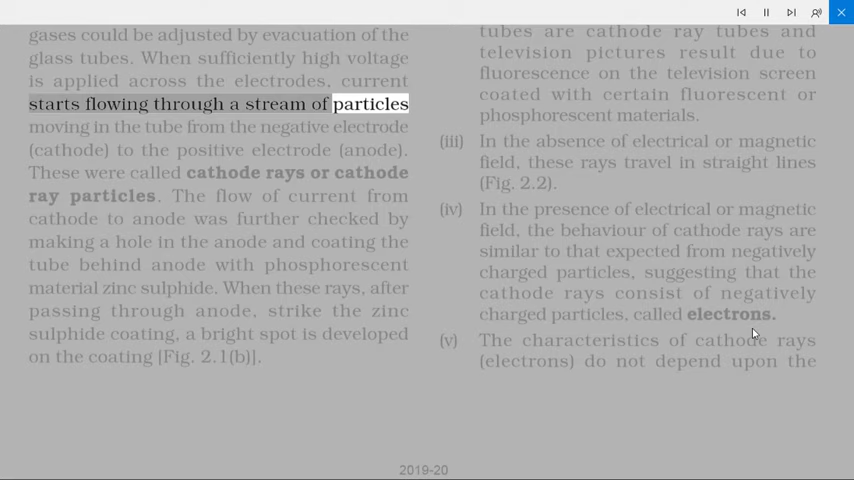 gases could be adjusted by evacuation of the
glass tubes. When sufficiently high voltage
is applied across the electrodes, current
starts flowing through a stream of particles
moving in the tube from the negative electrode
(cathode) to the positive electrode (anode).
These were called cathode rays or cathode
ray particles. The flow of current from
cathode to anode was further checked by
making a hole in the anode and coating the
tube behind anode with phosphorescent
material zinc sulphide. When these rays, after
passing through anode, strike the zinc
sulphide coating, a bright spot is developed
on the coating [Fig. 2.1(b)].
tubes are cathode ray tubes and
television pictures result due to
fluorescence on the television screen
coated with certain fluorescent or
phosphorescent materials.
(iii) In the absence of electrical or magnetic
field, these rays travel in straight lines
(Fig. 2.2).
(iv) In the presence of electrical or magnetic
field, the behaviour of cathode rays are
similar to that expected from negatively
charged particles, suggesting that the
cathode rays consist of negatively
charged particles, called electrons.
(v) The characteristics of cathode rays
(electrons) do not depend upon the
2019-20